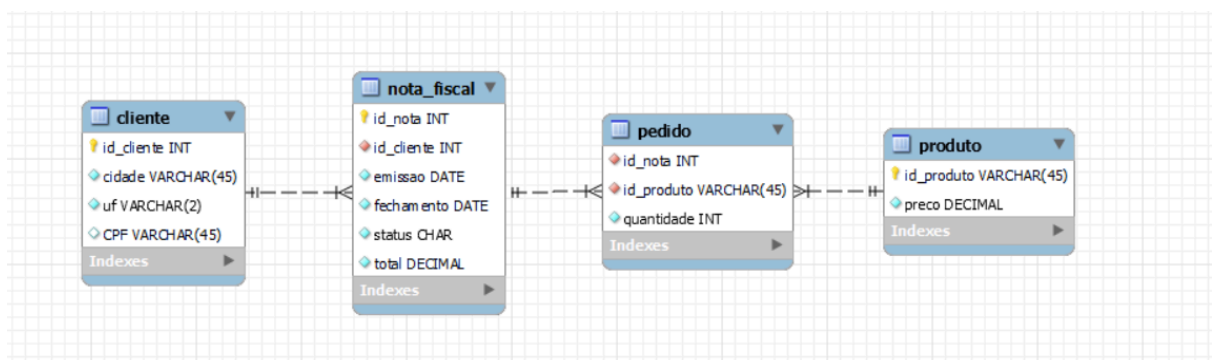 cliente
id_cliente INT
cidade VARCHAR(45)
uf VARCHAR(2)
CPF VARCHAR(45)
Indexes
nota_fiscal
id_nota INT
id_cliente INT
emissao DATE
fechamento DATE
status CHAR
total DECIMAL
Indexes
pedido
id_nota INT
id_produto VARCHAR(45)
quantidade INT
Indexes
produto
id_produto VARCHAR(45)
preco DECIMAL
Indexes